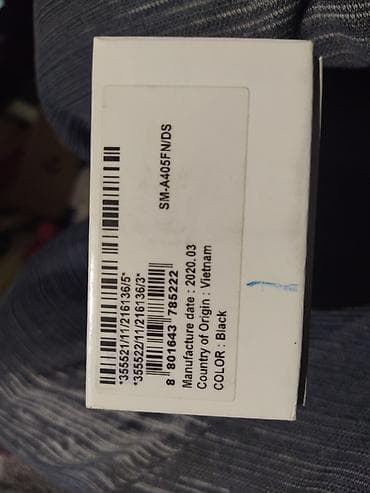 SM-A405FN/DS
*355521/11/216136/5*
*355522/11/216136/3*
8 801643 785222
Manufacture date : 2020.03
Country of Origin : Vietnam
COLOR : Black